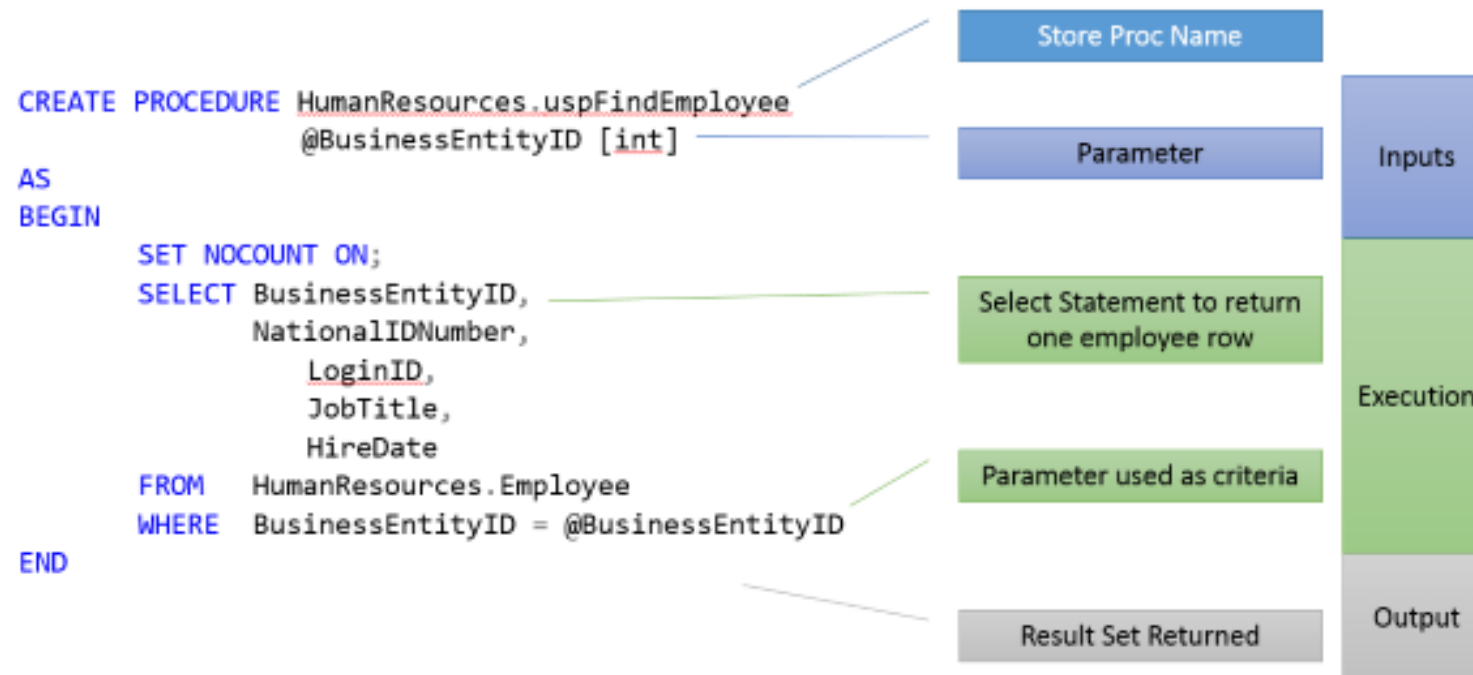 Store Proc Name
CREATE PROCEDURE HumanResources.uspFindEmployee
@BusinessEntityID [int]
Parameter
Inputs
AS
BEGIN
SET NOCOUNT ON;
SELECT BusinessEntityID,
NationalIDNumber,
LoginID,
JobTitle,
HireDate
Select Statement to return
one employee row
Execution
FROM HumanResources.Employee
WHERE BusinessEntityID = @BusinessEntityID
Parameter used as criteria
END
Result Set Returned
Output